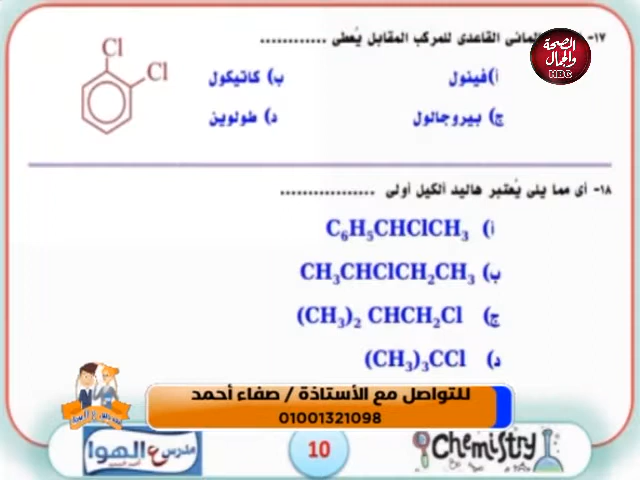 ١٧- المائى القاعدى للمركب المقابل يُعطى ............
أ) فينول
ب) كاتيكول
ج) بيروجالول
د) طولوين
Cl
Cl
١٨- أى مما يلى يُعتبر هاليد ألكيل أولى .................
أ) C₆H₅CHClCH₃
ب) CH₃CHClCH₂CH₃
ج) (CH₃)₂ CHCH₂Cl
د) (CH₃)₃CCl
للتواصل مع الأستاذة / صفاء أحمد
01001321098
مدرس ع الهوا
10
Chemistry
الصحة
والجمال
HBC